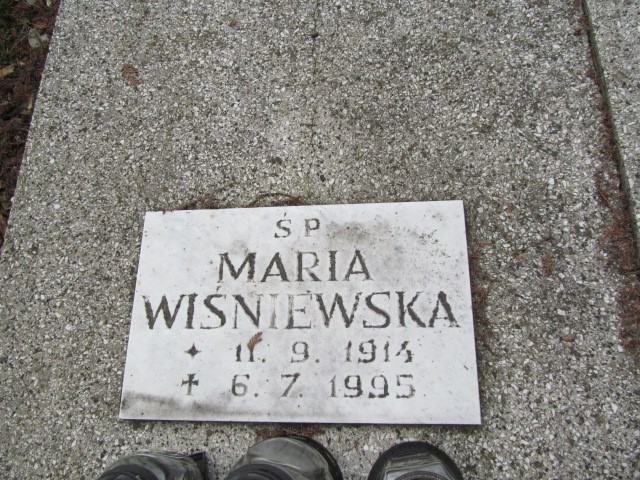 ŚP
MARIA
WIŚNIEWSKA
✦ 11. 9. 1914
✝ 6. 7. 1995